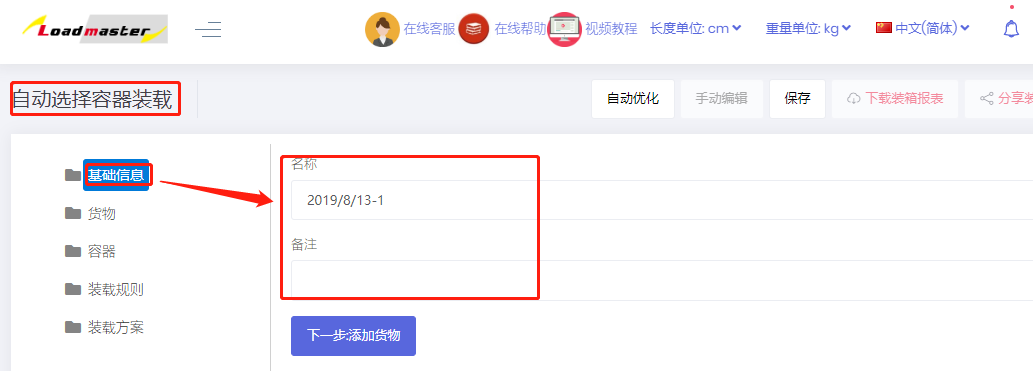 Loadmaster
在线客服 在线帮助 视频教程 长度单位: cm 重量单位: kg 中文(简体)
自动选择容器装载
自动优化 手动编辑 保存 下载装箱报表 分享装
基础信息
货物
容器
装载规则
装载方案
名称
2019/8/13-1
备注
下一步:添加货物